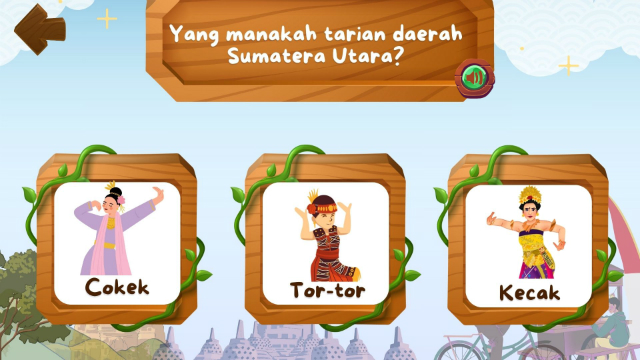 Yang manakah tarian daerah
Sumatera Utara?
Cokek
Tor-tor
Kecak